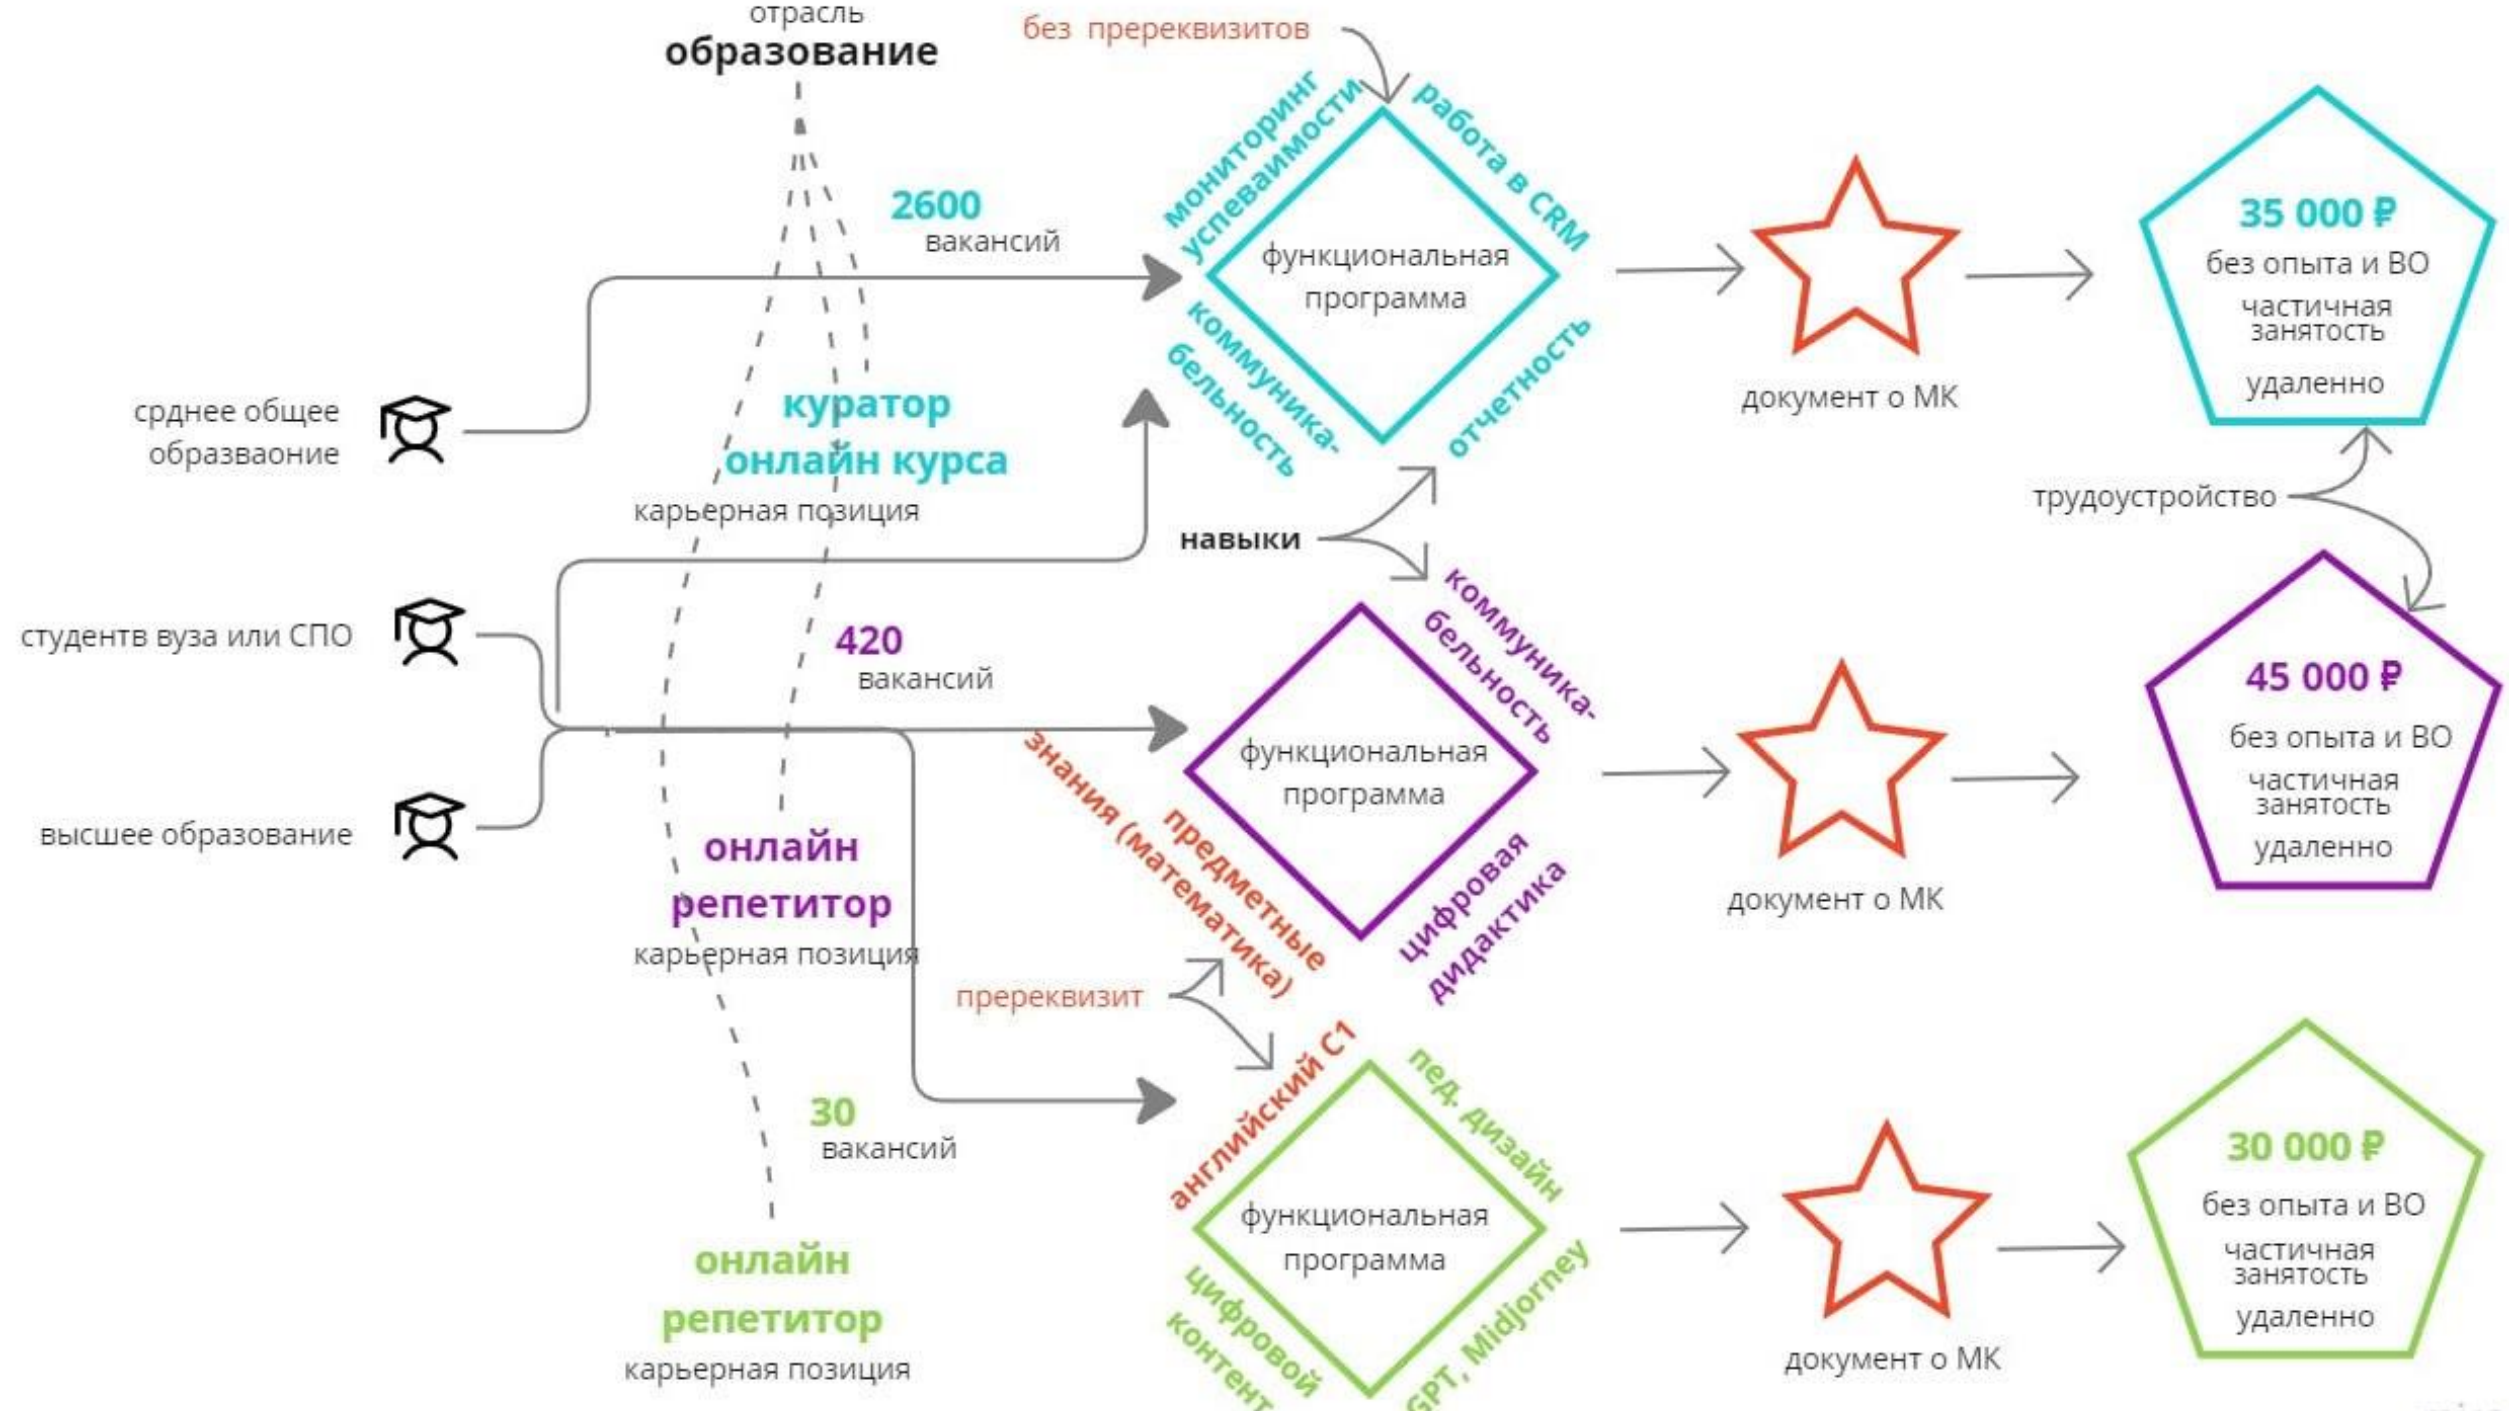 отрасль
образование
без пререквизитов
мониторинг
успеваимости
работа в CRM
2600
вакансий
функциональная
программа
коммуника-
бельность
отчетность
документ о МК
35 000 ₽
без опыта и ВО
частичная
занятость
удаленно
срднее общее
образваоние
куратор
онлайн курса
карьерная позиция
навыки
трудоустройство
студентв вуза или СПО
420
вакансий
коммуника-
бельность
функциональная
программа
предметные
знания (математика)
цифровая
дидактика
документ о МК
45 000 ₽
без опыта и ВО
частичная
занятость
удаленно
высшее образование
онлайн
репетитор
карьерная позиция
пререквизит
английский С1
пед. дизайн
30
вакансий
функциональная
программа
цифровой
контент
GPT, Midjorney
документ о МК
30 000 ₽
без опыта и ВО
частичная
занятость
удаленно
онлайн
репетитор
карьерная позиция